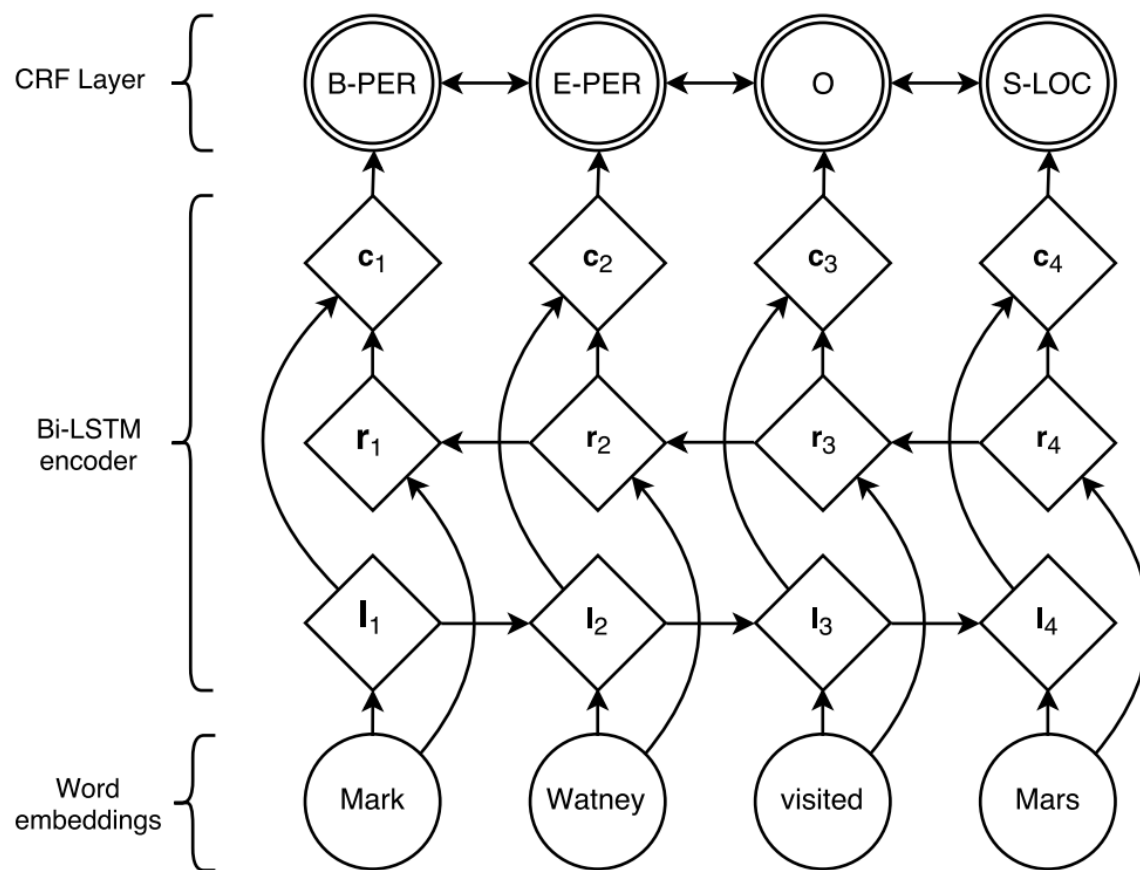 CRF Layer
B-PER
E-PER
O
S-LOC
c1
c2
c3
c4
Bi-LSTM
encoder
r1
r2
r3
r4
l1
l2
l3
l4
Word
embeddings
Mark
Watney
visited
Mars